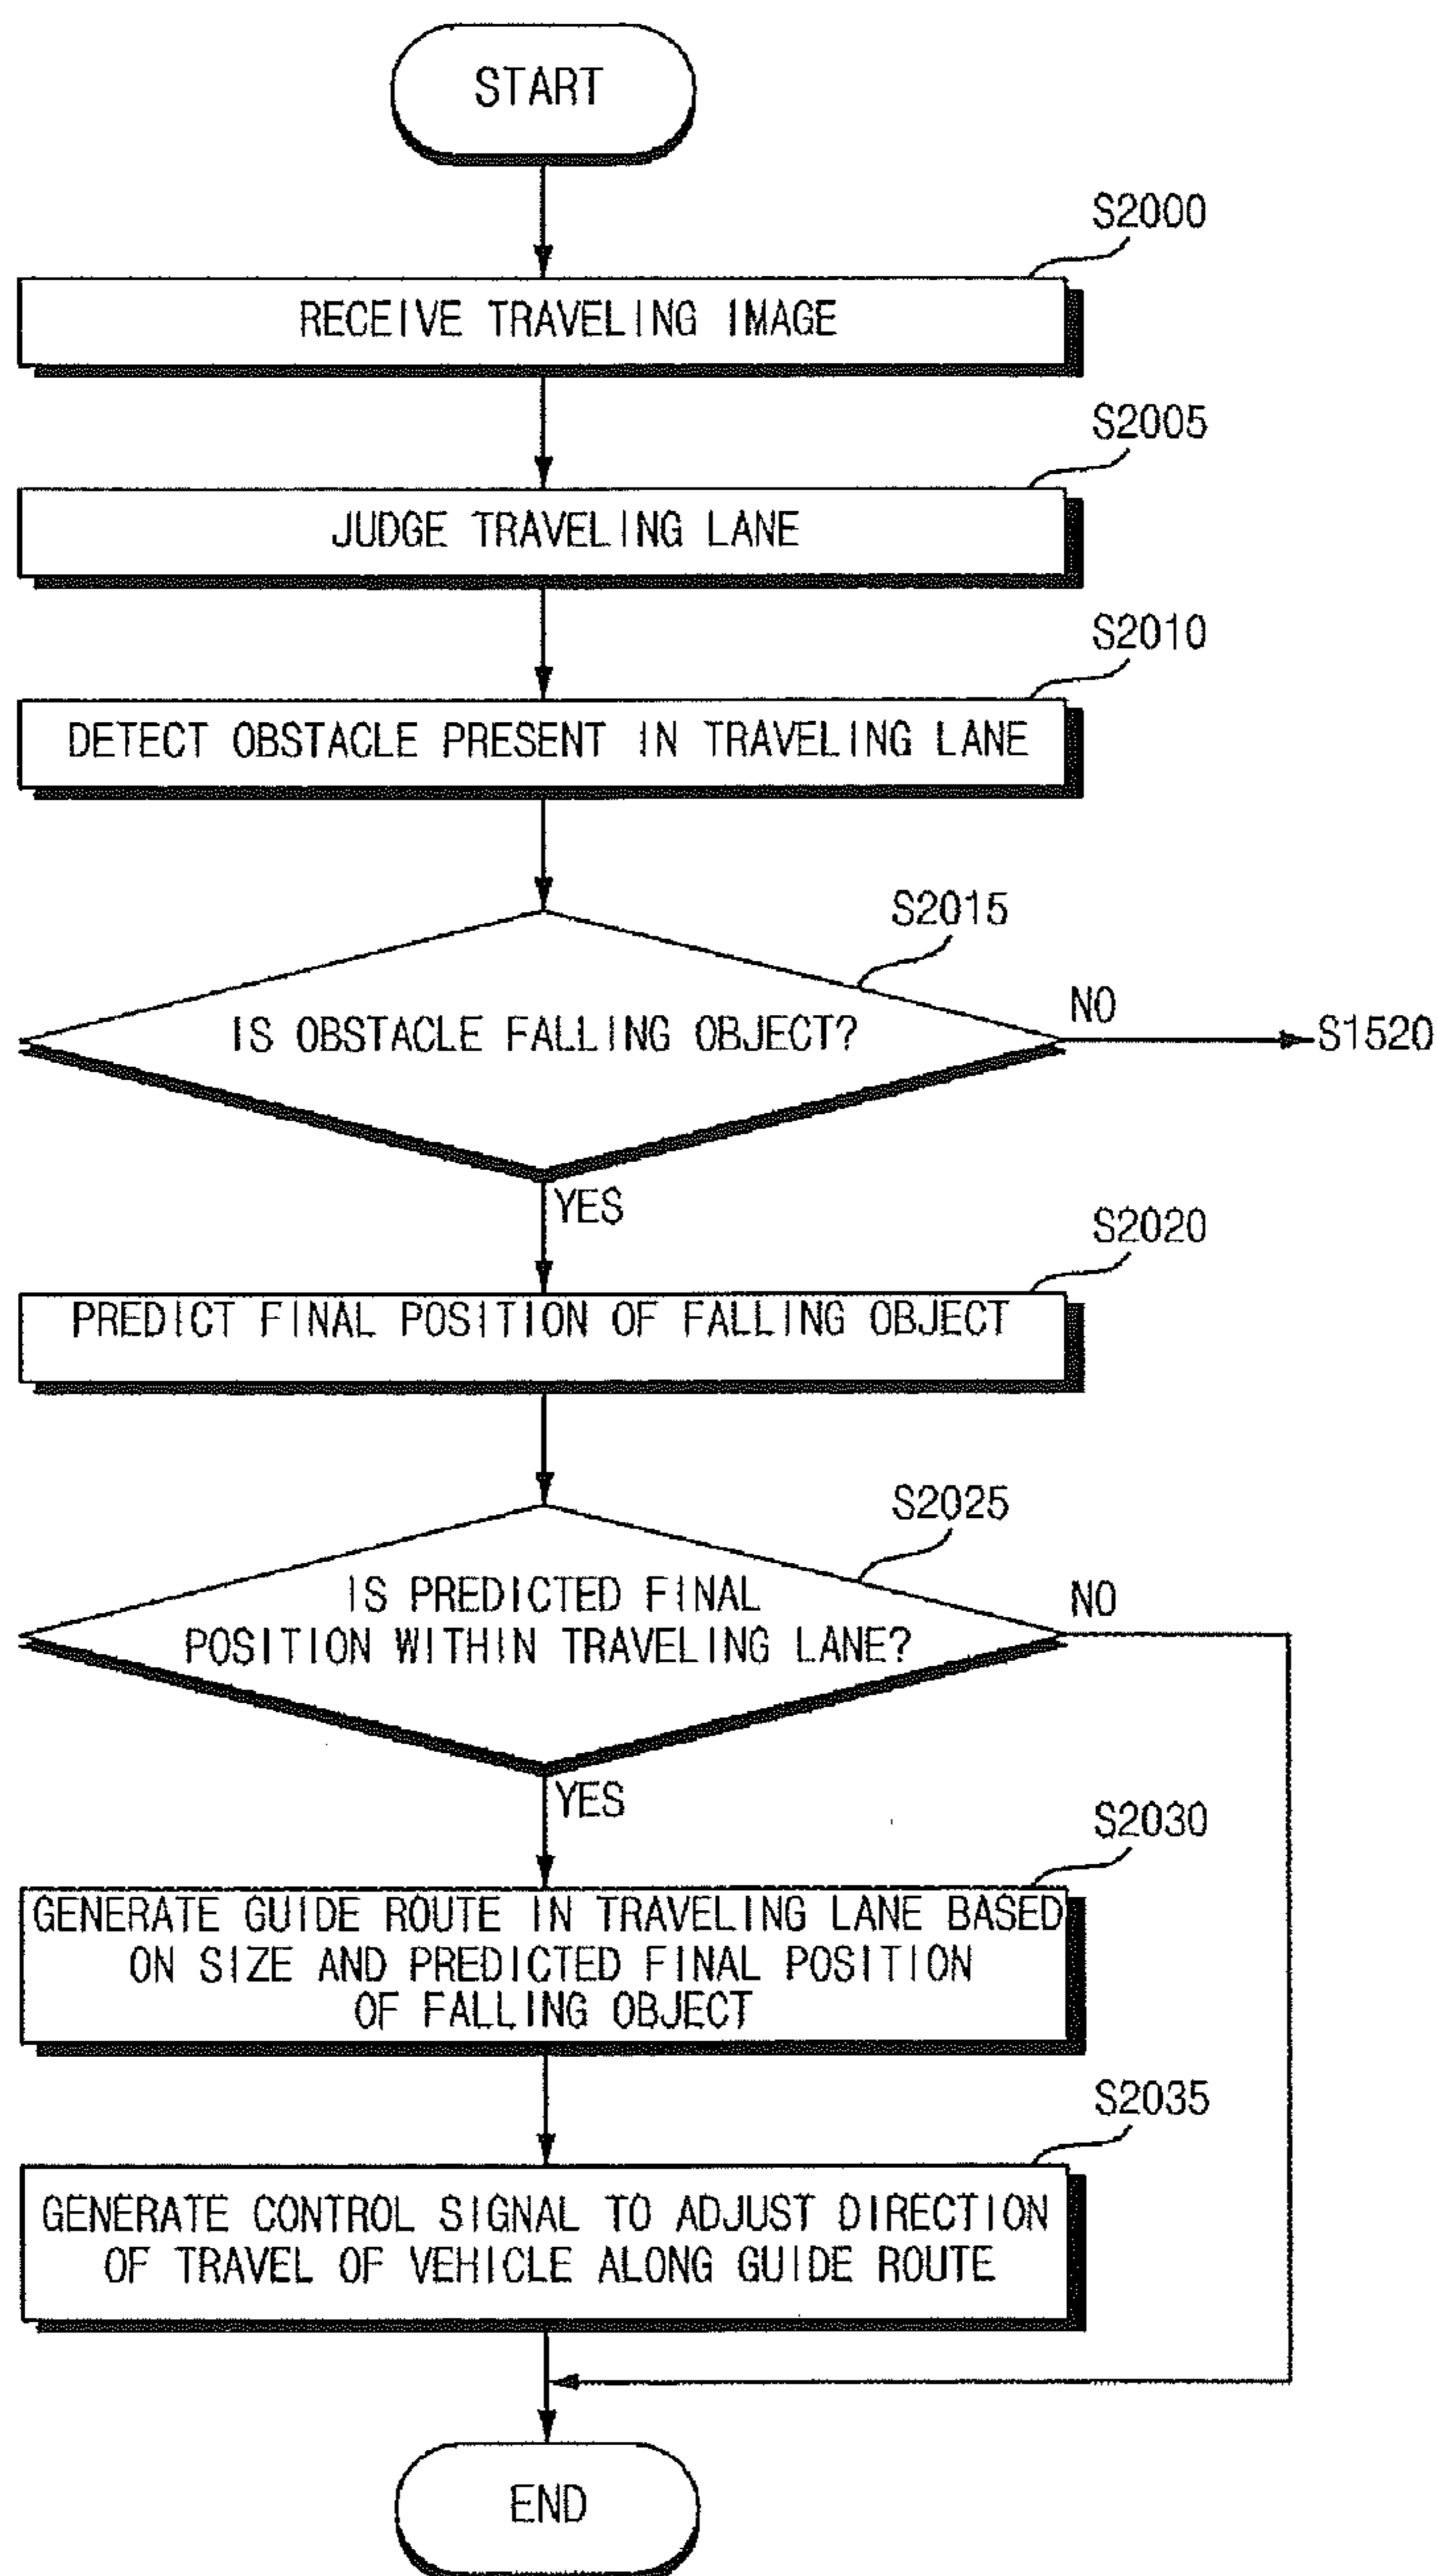 START
S2000
RECEIVE TRAVELING IMAGE
S2005
JUDGE TRAVELING LANE
S2010
DETECT OBSTACLE PRESENT IN TRAVELING LANE
S2015
IS OBSTACLE FALLING OBJECT?
NO
S1520
YES
S2020
PREDICT FINAL POSITION OF FALLING OBJECT
S2025
IS PREDICTED FINAL
POSITION WITHIN TRAVELING LANE?
NO
YES
S2030
GENERATE GUIDE ROUTE IN TRAVELING LANE BASED
ON SIZE AND PREDICTED FINAL POSITION
OF FALLING OBJECT
S2035
GENERATE CONTROL SIGNAL TO ADJUST DIRECTION
OF TRAVEL OF VEHICLE ALONG GUIDE ROUTE
END